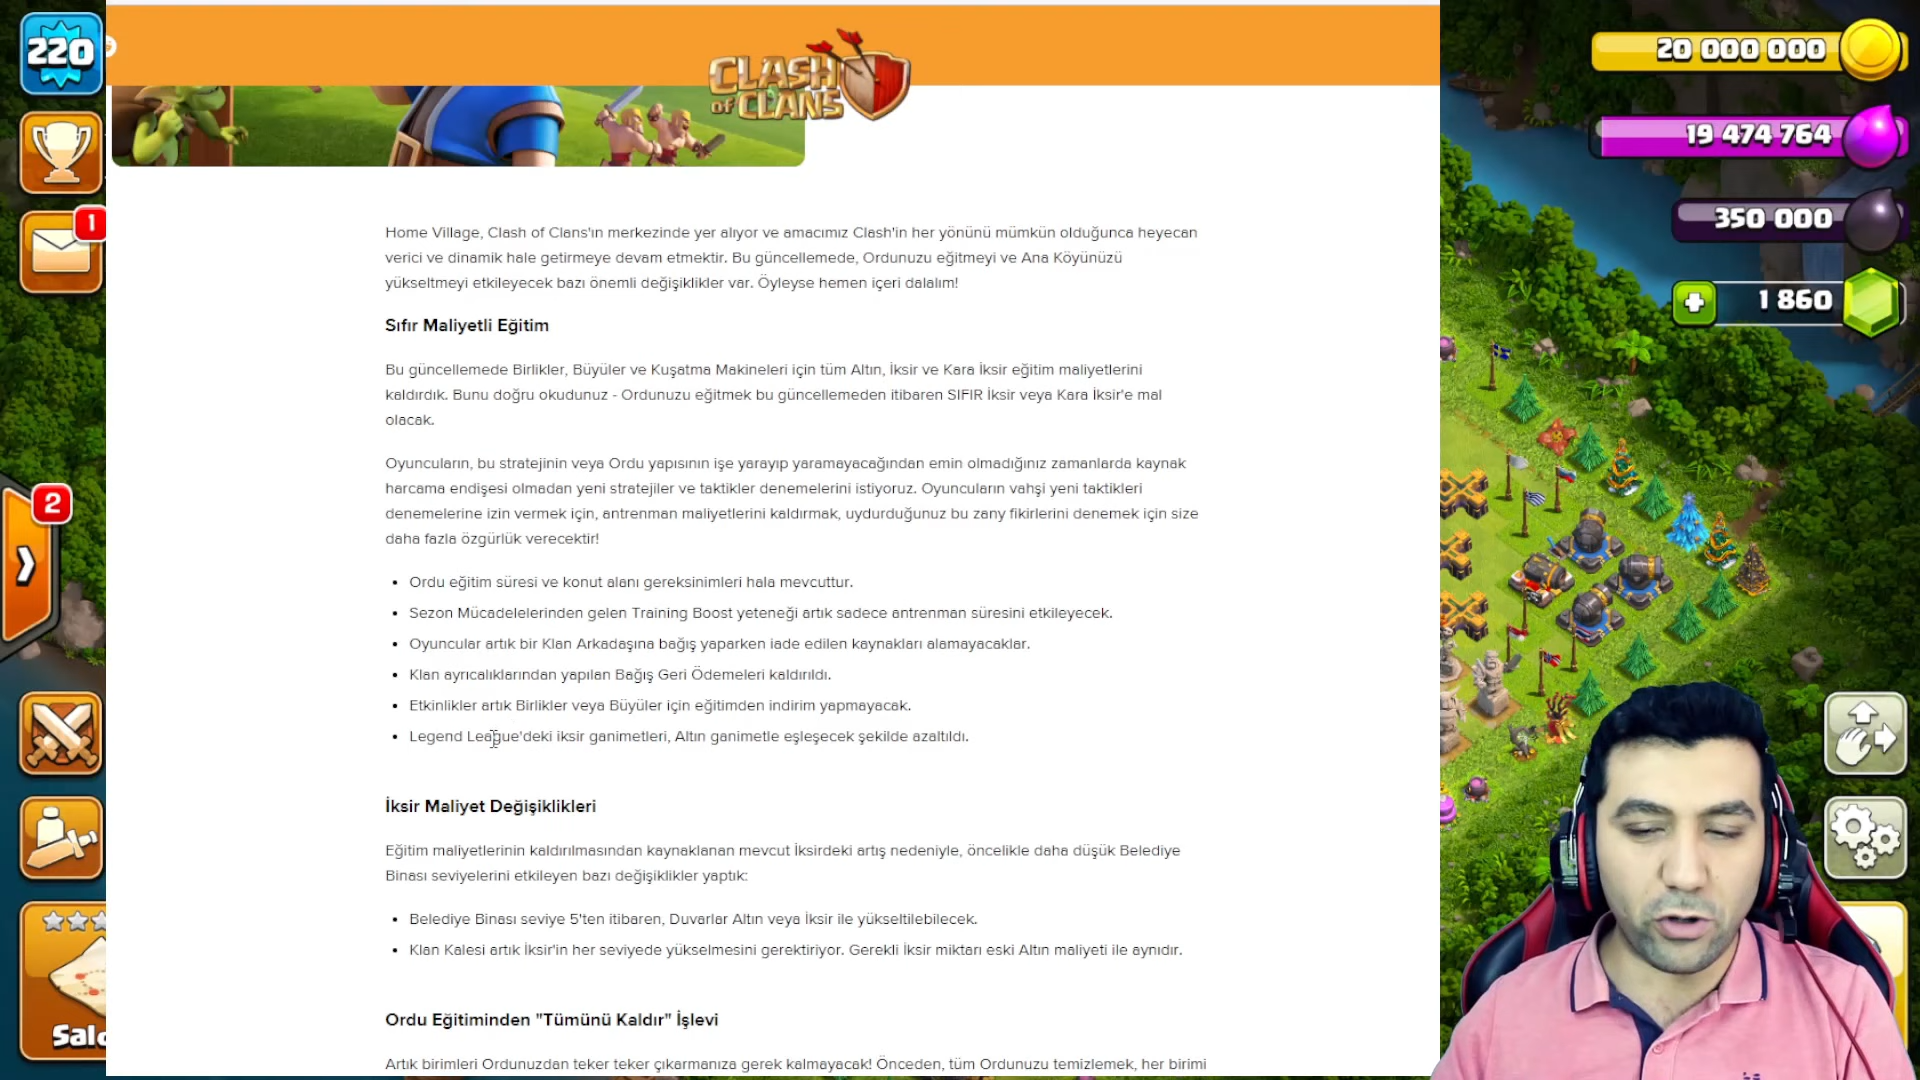 220
CLASH
OF CLANS
20 000 000
19 474 764
350 000
1 860
1
2
Home Village, Clash of Clans'ın merkezinde yer alıyor ve amacımız Clash'in her yönünü mümkün olduğunca heyecan
verici ve dinamik hale getirmeye devam etmektir. Bu güncellemede, Ordunuzu eğitmeyi ve Ana Köyünüzü
yükseltmeyi etkileyecek bazı önemli değişiklikler var. Öyleyse hemen içeri dalalım!
Sıfır Maliyetli Eğitim
Bu güncellemede Birlikler, Büyüler ve Kuşatma Makineleri için tüm Altın, İksir ve Kara İksir eğitim maliyetlerini
kaldırdık. Bunu doğru okudunuz - Ordunuzu eğitmek bu güncellemeden itibaren SIFIR İksir veya Kara İksir'e mal
olacak.
Oyuncuların, bu stratejinin veya Ordu yapısının işe yarayıp yaramayacağından emin olmadığınız zamanlarda kaynak
harcama endişesi olmadan yeni stratejiler ve taktikler denemelerini istiyoruz. Oyuncuların vahşi yeni taktikleri
denemelerine izin vermek için, antrenman maliyetlerini kaldırmak, uydurduğunuz bu zany fikirlerini denemek için size
daha fazla özgürlük verecektir!
• Ordu eğitim süresi ve konut alanı gereksinimleri hala mevcuttur.
• Sezon Mücadelelerinden gelen Training Boost yeteneği artık sadece antrenman süresini etkileyecek.
• Oyuncular artık bir Klan Arkadaşına bağış yaparken iade edilen kaynakları alamayacaklar.
• Klan ayrıcalıklarından yapılan Bağış Geri Ödemeleri kaldırıldı.
• Etkinlikler artık Birlikler veya Büyüler için eğitimden indirim yapmayacak.
• Legend League'deki iksir ganimetleri, Altın ganimetle eşleşecek şekilde azaltıldı.
İksir Maliyet Değişiklikleri
Eğitim maliyetlerinin kaldırılmasından kaynaklanan mevcut İksirdeki artış nedeniyle, öncelikle daha düşük Belediye
Binası seviyelerini etkileyen bazı değişiklikler yaptık:
• Belediye Binası seviye 5'ten itibaren, Duvarlar Altın veya İksir ile yükseltilebilecek.
• Klan Kalesi artık İksir'in her seviyede yükselmesini gerektiriyor. Gerekli İksir miktarı eski Altın maliyeti ile aynıdır.
Ordu Eğitiminden "Tümünü Kaldır" İşlevi
Artık birimleri Ordunuzdan teker teker çıkarmanıza gerek kalmayacak! Önceden, tüm Ordunuzu temizlemek, her birimi
Sald